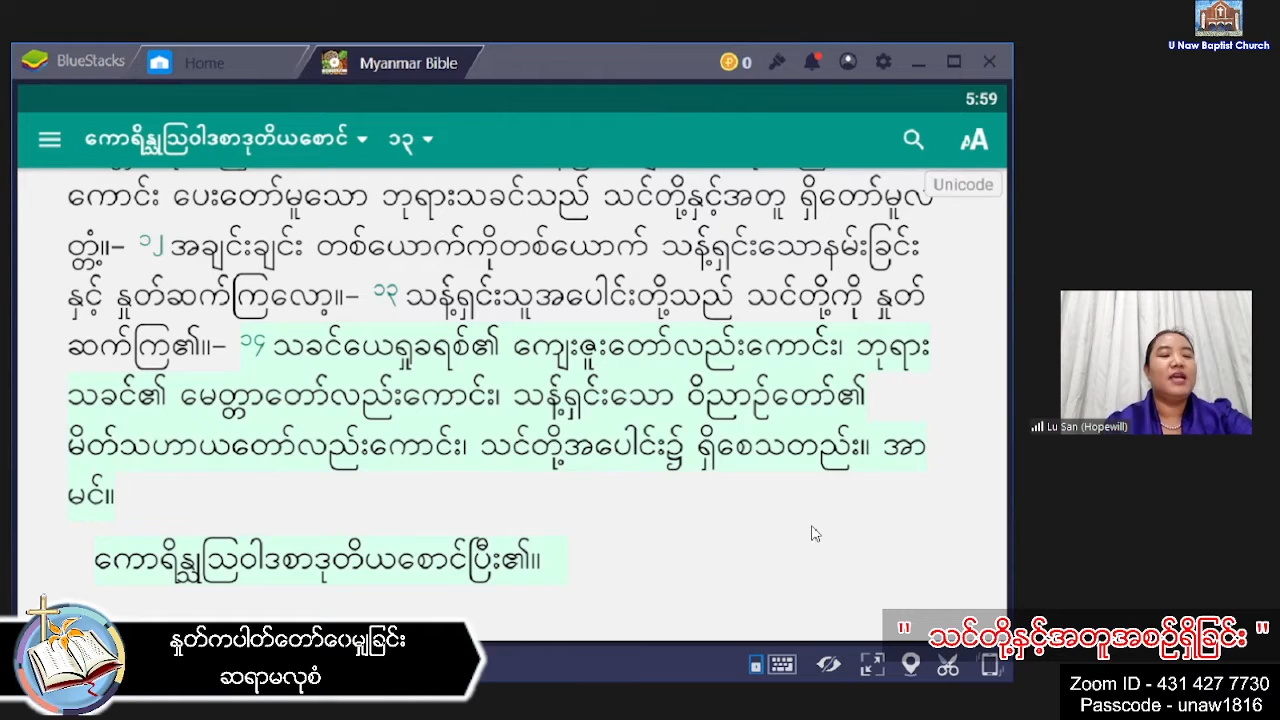 U Naw Baptist Church
BlueStacks
Home
Myanmar Bible
0
5:59
ကောရိန္သုဩဝါဒစာဒုတိယစောင် ၁၃
Unicode
ကောင်း ပေးတော်မူသော ဘုရားသခင်သည် သင်တို့နှင့်အတူ ရှိတော်မူလ
တ္တံ့။– ၁၂ အချင်းချင်း တစ်ယောက်ကိုတစ်ယောက် သန့်ရှင်းသောနမ်းခြင်း
နှင့် နှုတ်ဆက်ကြလော့။– ၁၃ သန့်ရှင်းသူအပေါင်းတို့သည် သင်တို့ကို နှုတ်
ဆက်ကြ၏။– ၁၄ သခင်ယေရှုခရစ်၏ ကျေးဇူးတော်လည်းကောင်း၊ ဘုရား
သခင်၏ မေတ္တာတော်လည်းကောင်း၊ သန့်ရှင်းသော ဝိညာဉ်တော်၏
မိတ်သဟာယတော်လည်းကောင်း၊ သင်တို့အပေါင်း၌ ရှိစေသတည်း။ အာ
မင်။
ကောရိန္သုဩဝါဒစာဒုတိယစောင်ပြီး၏။
Lu San (Hopewill)
နှုတ်ကပါတ်တော်ဝေမျှခြင်း
ဆရာမလုစံ
" သင်တို့နှင့်အတူအစဉ်ရှိခြင်း "
Zoom ID - 431 427 7730
Passcode - unaw1816